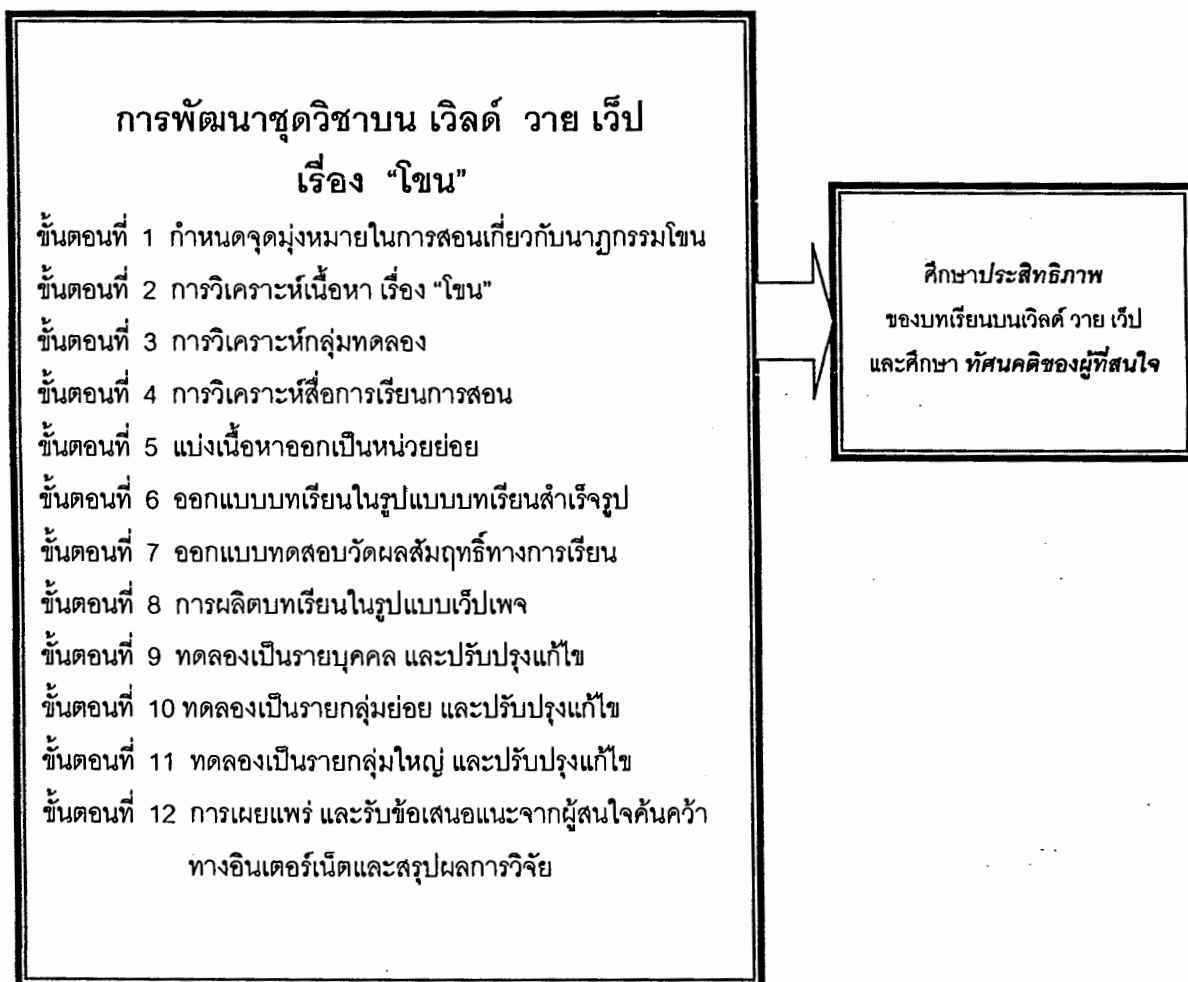 การพัฒนาชุดวิชาบน เวิลด์ วาย เว็ป
เรื่อง “โขน”
ขั้นตอนที่ 1 กำหนดจุดมุ่งหมายในการสอนเกี่ยวกับนาฏกรรมโขน
ขั้นตอนที่ 2 การวิเคราะห์เนื้อหา เรื่อง “โขน”
ขั้นตอนที่ 3 การวิเคราะห์กลุ่มทดลอง
ขั้นตอนที่ 4 การวิเคราะห์สื่อการเรียนการสอน
ขั้นตอนที่ 5 แบ่งเนื้อหาออกเป็นหน่วยย่อย
ขั้นตอนที่ 6 ออกแบบบทเรียนในรูปแบบบทเรียนสำเร็จรูป
ขั้นตอนที่ 7 ออกแบบทดสอบวัดผลสัมฤทธิ์ทางการเรียน
ขั้นตอนที่ 8 การผลิตบทเรียนในรูปแบบเว็ปเพจ
ขั้นตอนที่ 9 ทดลองเป็นรายบุคคล และปรับปรุงแก้ไข
ขั้นตอนที่ 10 ทดลองเป็นรายกลุ่มย่อย และปรับปรุงแก้ไข
ขั้นตอนที่ 11 ทดลองเป็นรายกลุ่มใหญ่ และปรับปรุงแก้ไข
ขั้นตอนที่ 12 การเผยแพร่ และรับข้อเสนอแนะจากผู้สนใจค้นคว้า
ทางอินเตอร์เน็ตและสรุปผลการวิจัย
ศึกษาประสิทธิภาพ
ของบทเรียนบนเวิลด์ วาย เว็ป
และศึกษา ทัศนคติของผู้ที่สนใจ